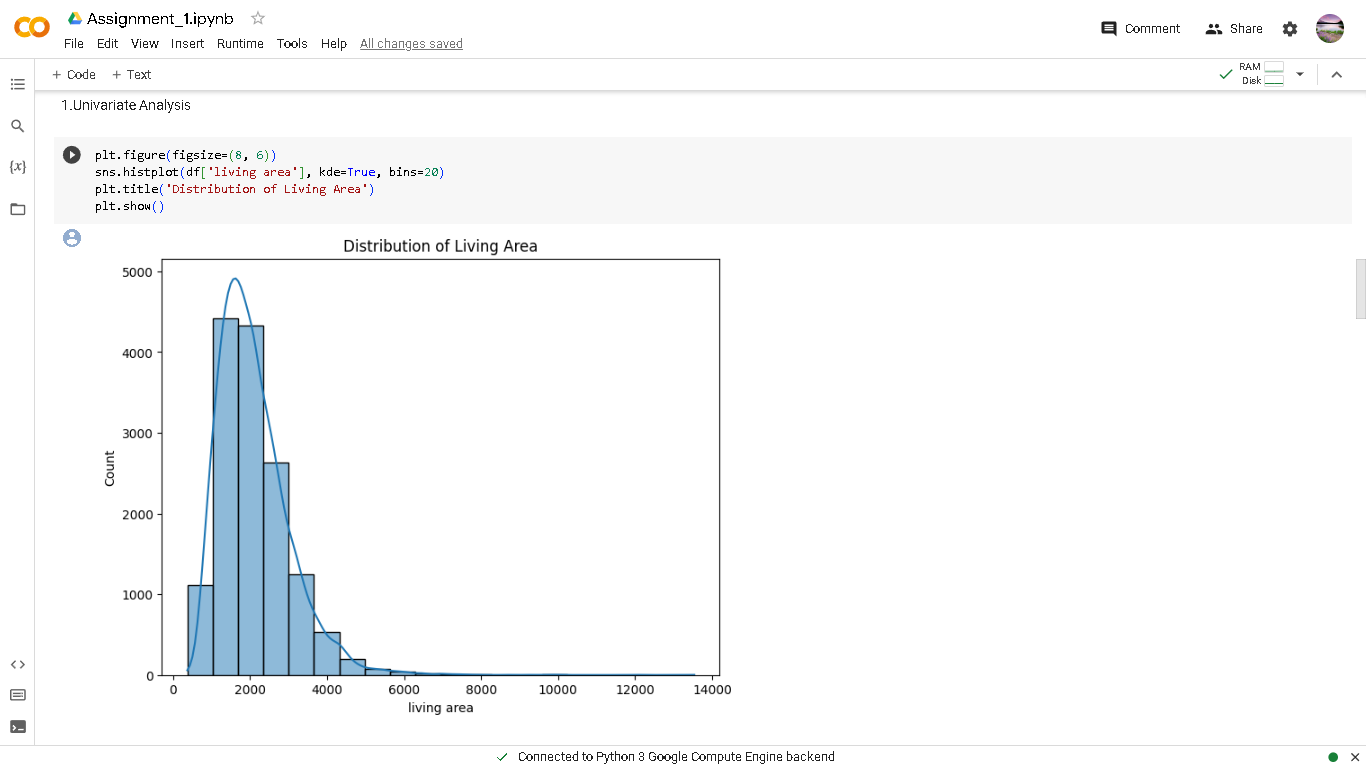 Assignment_1.ipynb
File Edit View Insert Runtime Tools Help All changes saved
Comment Share
+ Code + Text
RAM
Disk
1.Univariate Analysis
{x}
plt.figure(figsize=(8, 6))
sns.histplot(df['living area'], kde=True, bins=20)
plt.title('Distribution of Living Area')
plt.show()
Distribution of Living Area
5000
4000
3000
2000
1000
0
Count
0 2000 4000 6000 8000 10000 12000 14000
living area
Connected to Python 3 Google Compute Engine backend